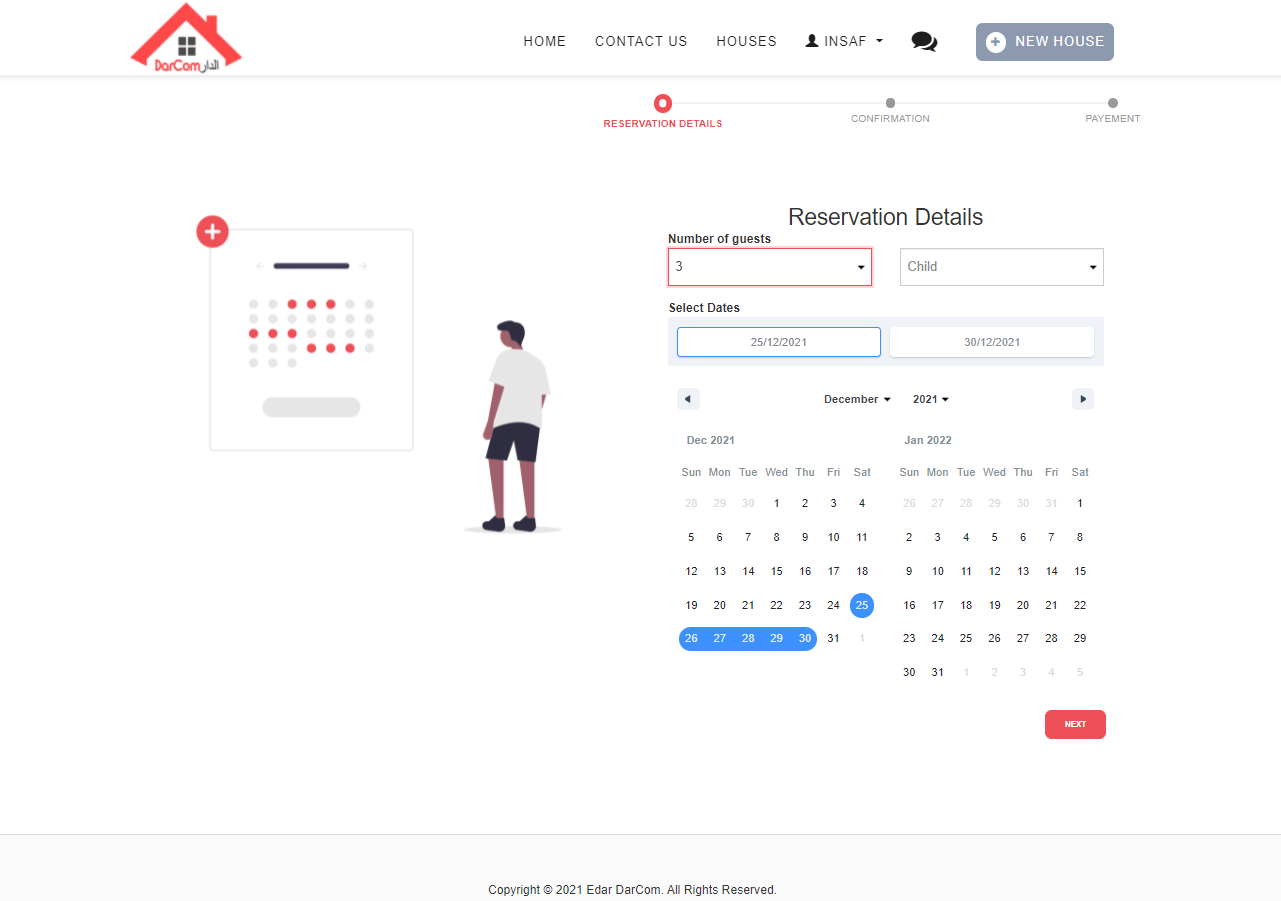 DarCom الدار
HOME CONTACT US HOUSES INSAF NEW HOUSE
RESERVATION DETAILS CONFIRMATION PAYEMENT
Reservation Details
Number of guests
3 Child
Select Dates
25/12/2021 30/12/2021
December 2021
Dec 2021 Jan 2022
Sun Mon Tue Wed Thu Fri Sat Sun Mon Tue Wed Thu Fri Sat
28 29 30 1 2 3 4 26 27 28 29 30 31 1
5 6 7 8 9 10 11 2 3 4 5 6 7 8
12 13 14 15 16 17 18 9 10 11 12 13 14 15
19 20 21 22 23 24 25 16 17 18 19 20 21 22
26 27 28 29 30 31 1 23 24 25 26 27 28 29
30 31 1 2 3 4 5
NEXT
Copyright © 2021 Edar DarCom. All Rights Reserved.